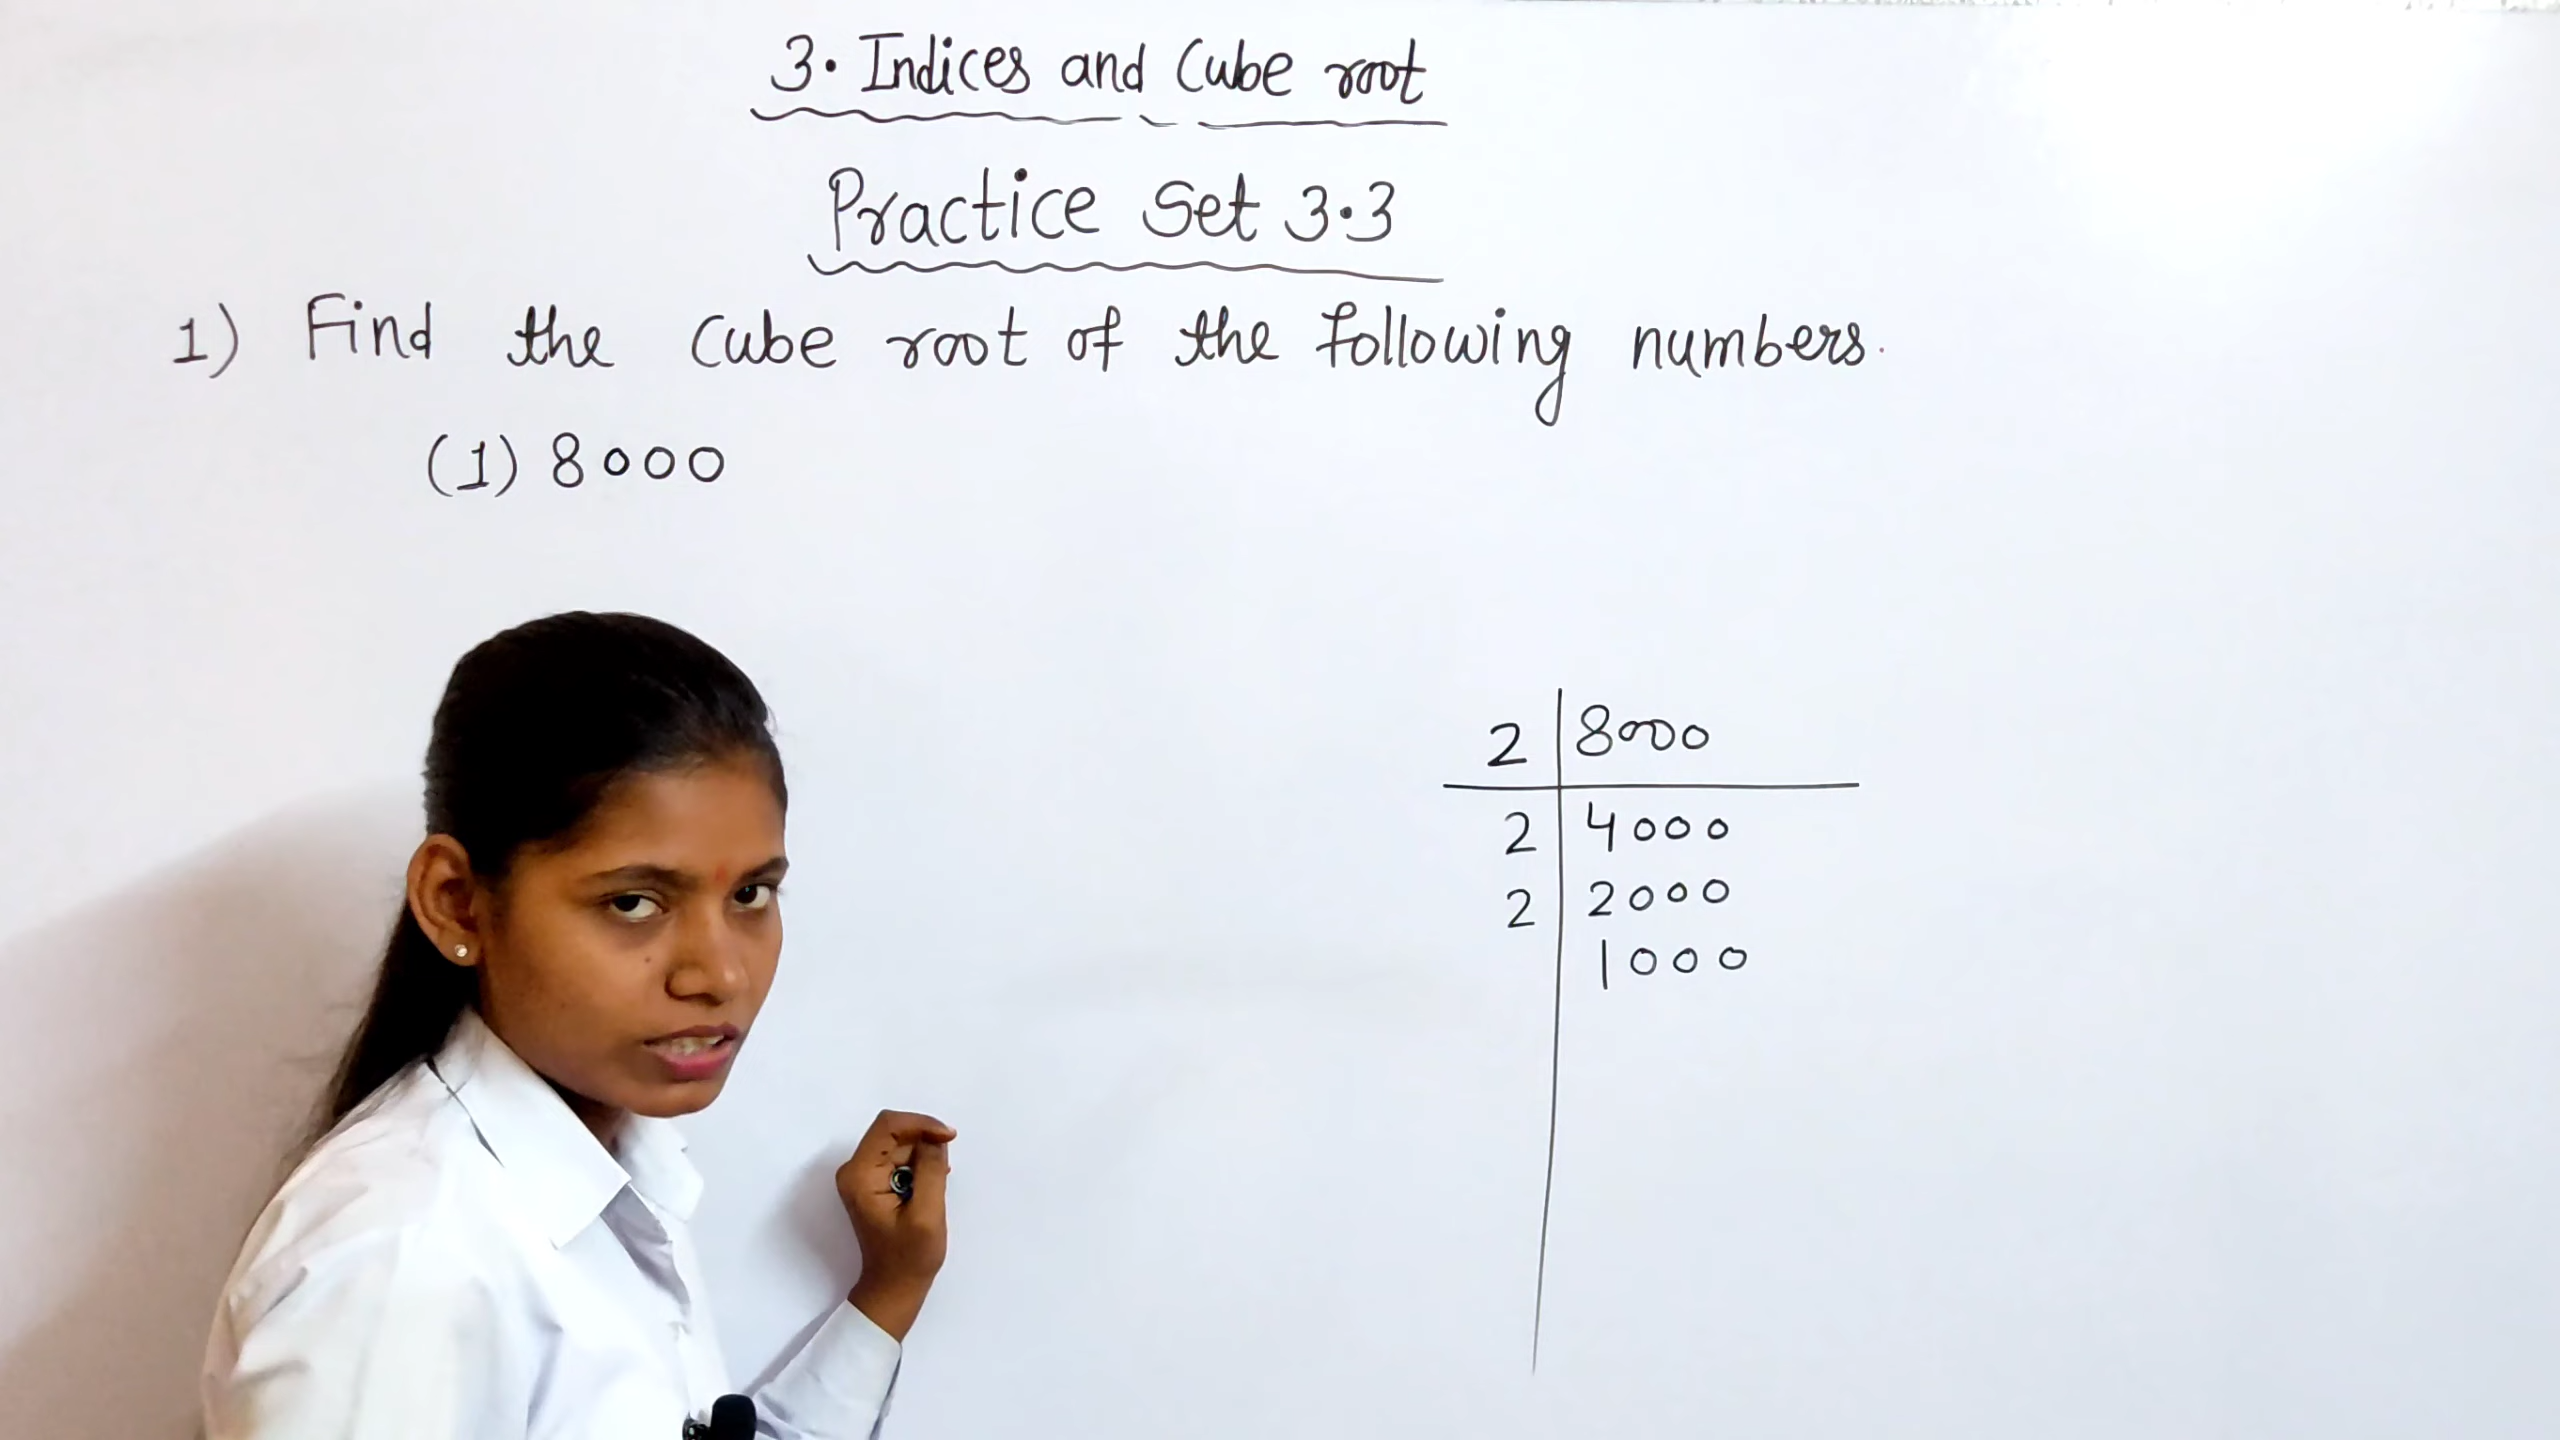 3. Indices and Cube root
Practice Set 3.3
1) Find the Cube root of the following numbers.
(1) 8000
2 | 8000
2 | 4000
2 | 2000
1000